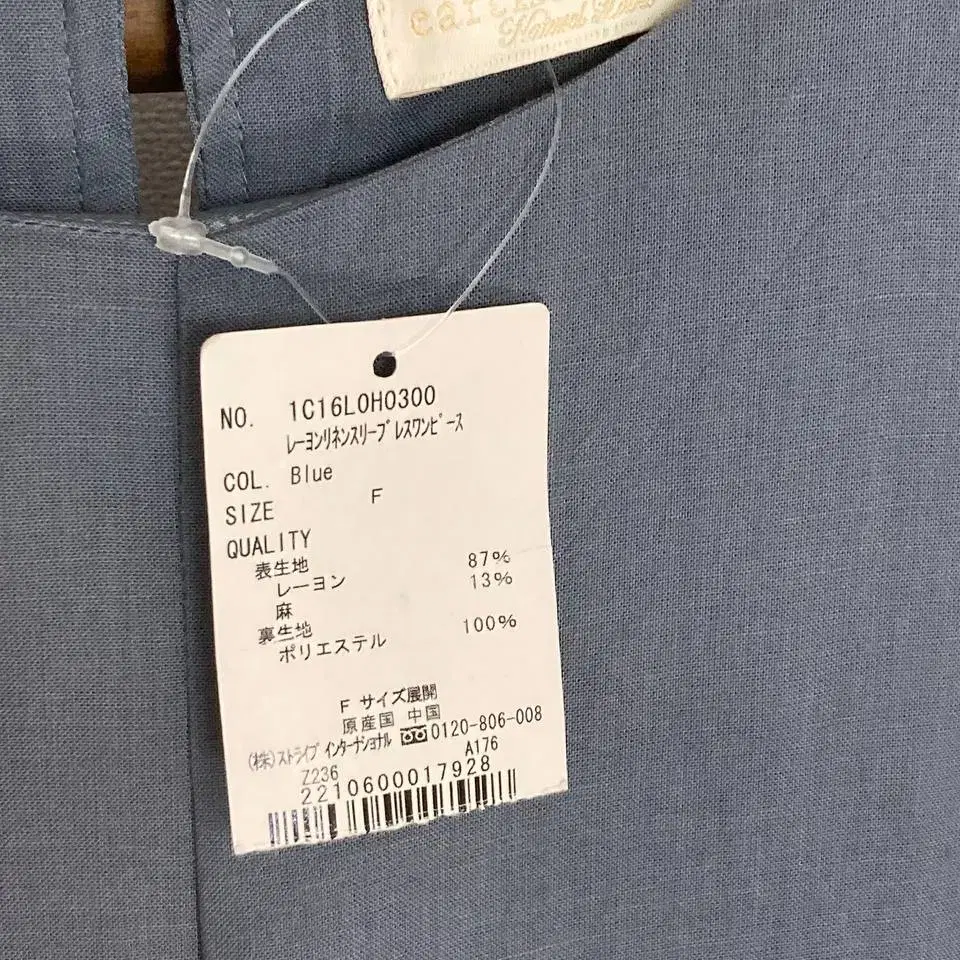 Natural
NO. 1C16L0H0300
ﾚｰﾖﾝﾘﾈﾝｽﾘｰﾌﾞﾚｽﾜﾝﾋﾟｰｽ
COL. Blue
SIZE F
QUALITY
表生地
レーヨン 87%
麻 13%
裏生地
ポリエステル 100%
F サイズ展開
原産国 中国
(株)ｽﾄﾗｲﾌﾟ ｲﾝﾀｰﾅｼｮﾅﾙ 0120-806-008
Z236 A176
2210600017928